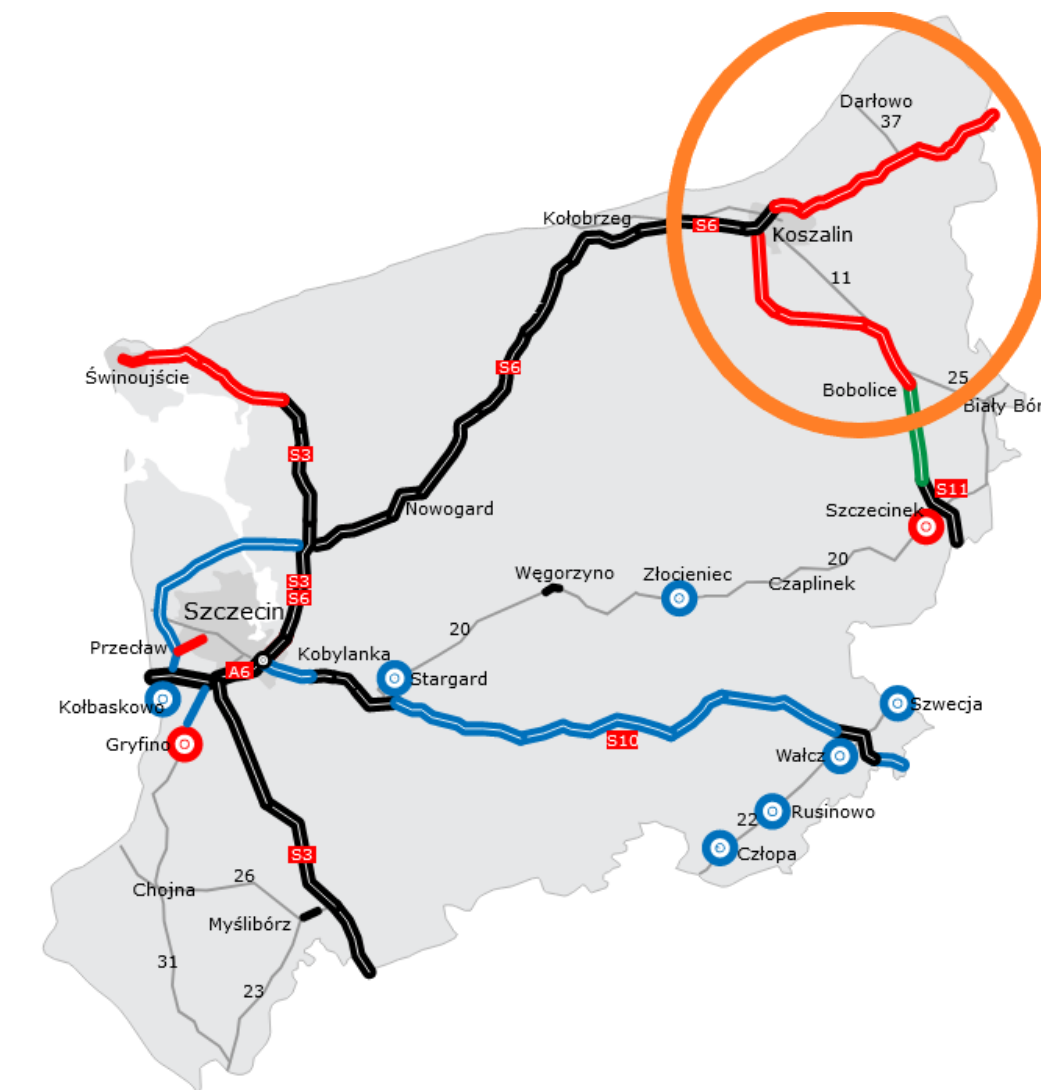 Darłowo
37
Kołobrzeg
S6
Koszalin
11
S6
Świnoujście
25
Bobolice
Biały Bór
S3
S11
Nowogard
Szczecinek
20
Węgorzyno
Złocieniec
Czaplinek
S3
S6
Szczecin
20
Przecław
Kobylanka
A6
Stargard
Kołbaskowo
Szwecja
Gryfino
S10
Wałcz
Rusinowo
22
Człopa
S3
26
Chojna
Myślibórz
31
23